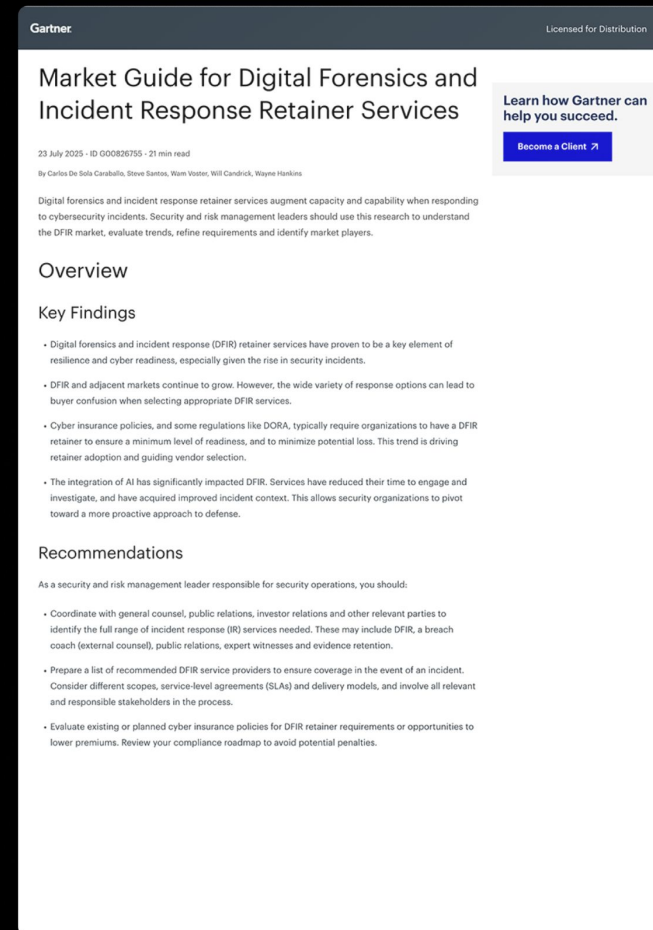 Gartner.
Licensed for Distribution
Market Guide for Digital Forensics and
Incident Response Retainer Services
Learn how Gartner can
help you succeed.
Become a Client ↗
23 July 2025 - ID G00826755 - 21 min read
By Carlos De Sola Caraballo, Steve Santos, Wam Voster, Will Candrick, Wayne Hankins
Digital forensics and incident response retainer services augment capacity and capability when responding
to cybersecurity incidents. Security and risk management leaders should use this research to understand
the DFIR market, evaluate trends, refine requirements and identify market players.
Overview
Key Findings
• Digital forensics and incident response (DFIR) retainer services have proven to be a key element of
resilience and cyber readiness, especially given the rise in security incidents.
• DFIR and adjacent markets continue to grow. However, the wide variety of response options can lead to
buyer confusion when selecting appropriate DFIR services.
• Cyber insurance policies, and some regulations like DORA, typically require organizations to have a DFIR
retainer to ensure a minimum level of readiness, and to minimize potential loss. This trend is driving
retainer adoption and guiding vendor selection.
• The integration of AI has significantly impacted DFIR. Services have reduced their time to engage and
investigate, and have acquired improved incident context. This allows security organizations to pivot
toward a more proactive approach to defense.
Recommendations
As a security and risk management leader responsible for security operations, you should:
• Coordinate with general counsel, public relations, investor relations and other relevant parties to
identify the full range of incident response (IR) services needed. These may include DFIR, a breach
coach (external counsel), public relations, expert witnesses and evidence retention.
• Prepare a list of recommended DFIR service providers to ensure coverage in the event of an incident.
Consider different scopes, service-level agreements (SLAs) and delivery models, and involve all relevant
and responsible stakeholders in the process.
• Evaluate existing or planned cyber insurance policies for DFIR retainer requirements or opportunities to
lower premiums. Review your compliance roadmap to avoid potential penalties.